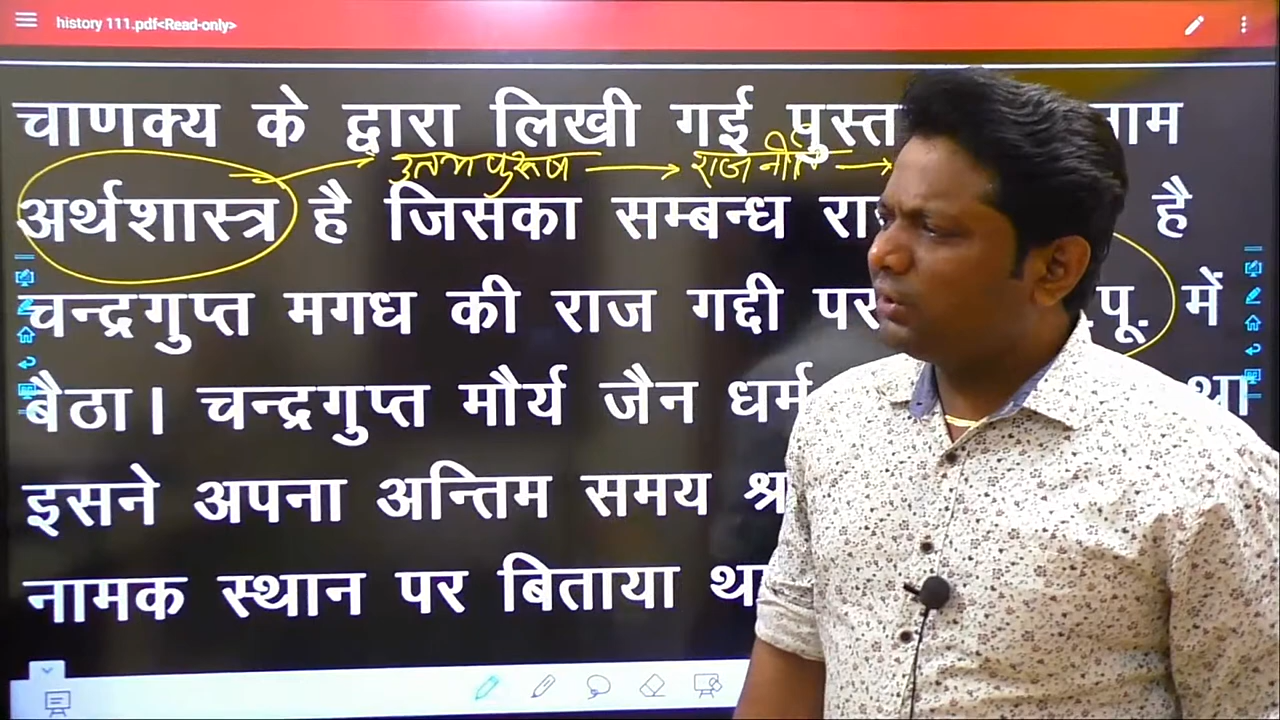 history 111.pdf<Read-only>
चाणक्य के द्वारा लिखी गई पुस्त नाम
उत्तमपुरूष राजनीति
अर्थशास्त्र है जिसका सम्बन्ध रा है
चन्द्रगुप्त मगध की राज गद्दी पर .पू. में
बैठा। चन्द्रगुप्त मौर्य जैन धर्म था
इसने अपना अन्तिम समय श्र
नामक स्थान पर बिताया था